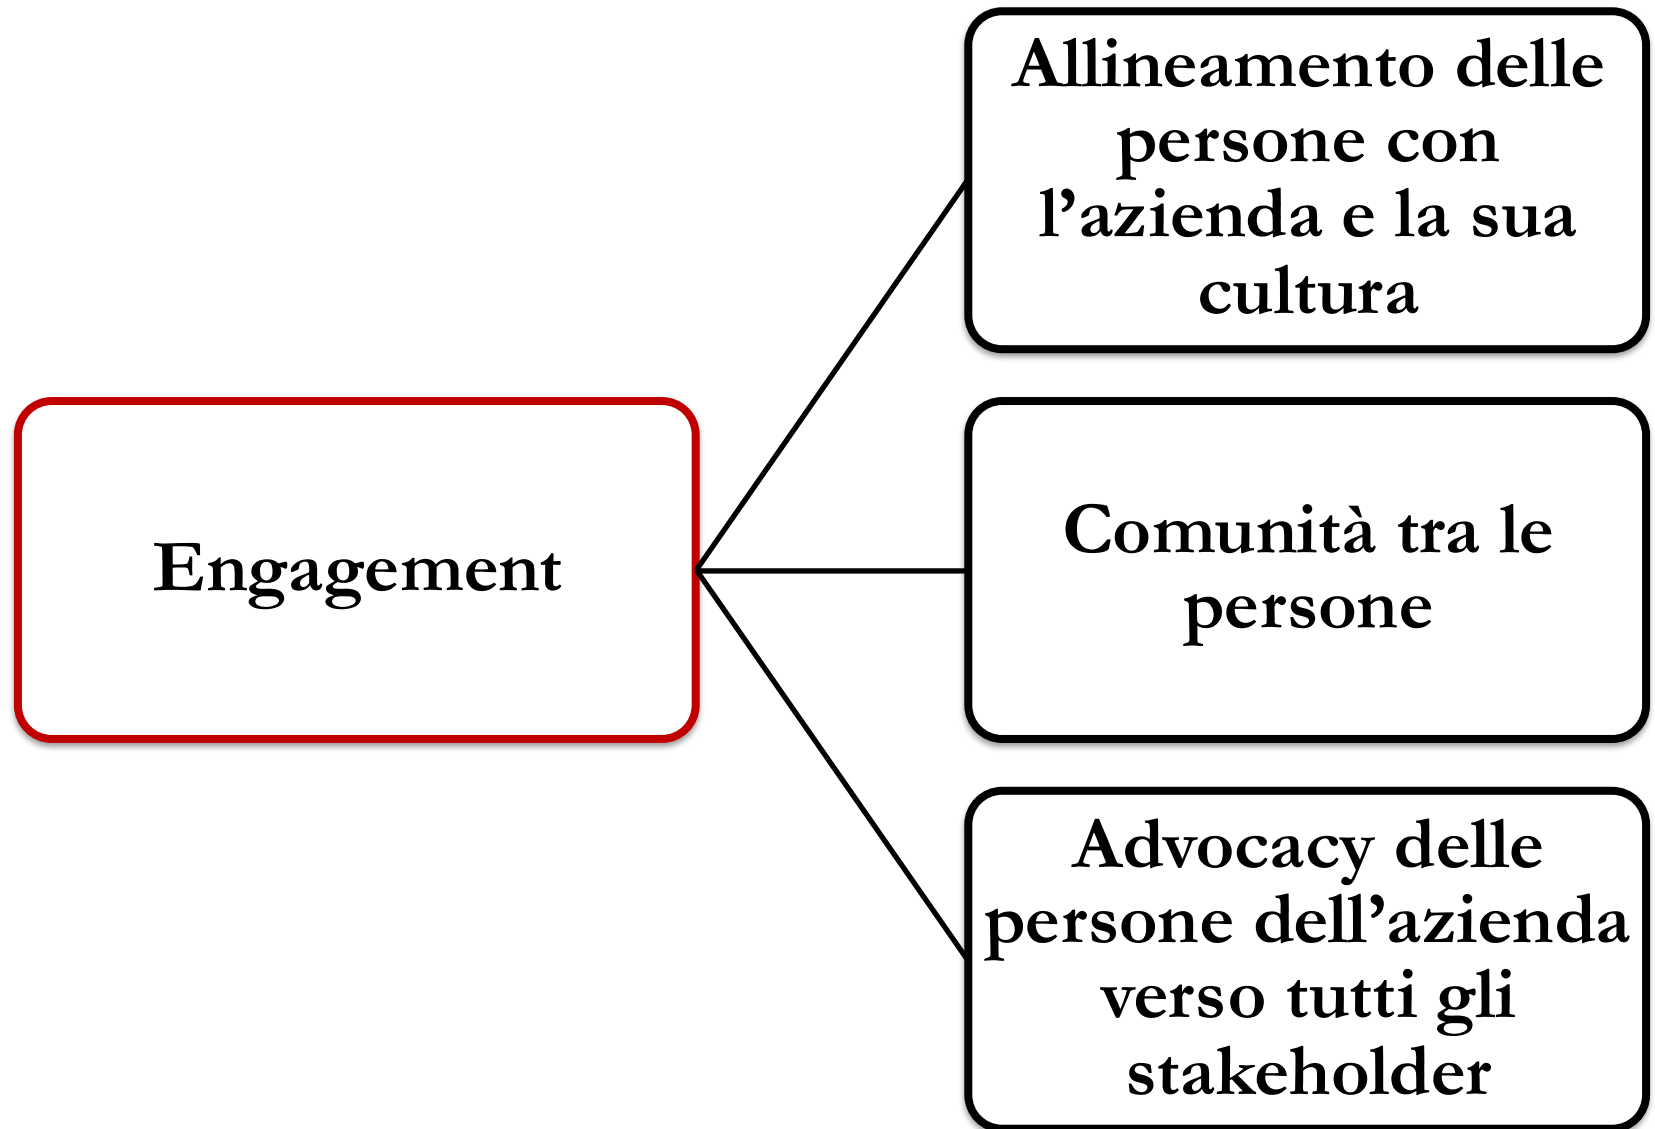 Engagement
Allineamento delle
persone con
l’azienda e la sua
cultura
Comunità tra le
persone
Advocacy delle
persone dell’azienda
verso tutti gli
stakeholder